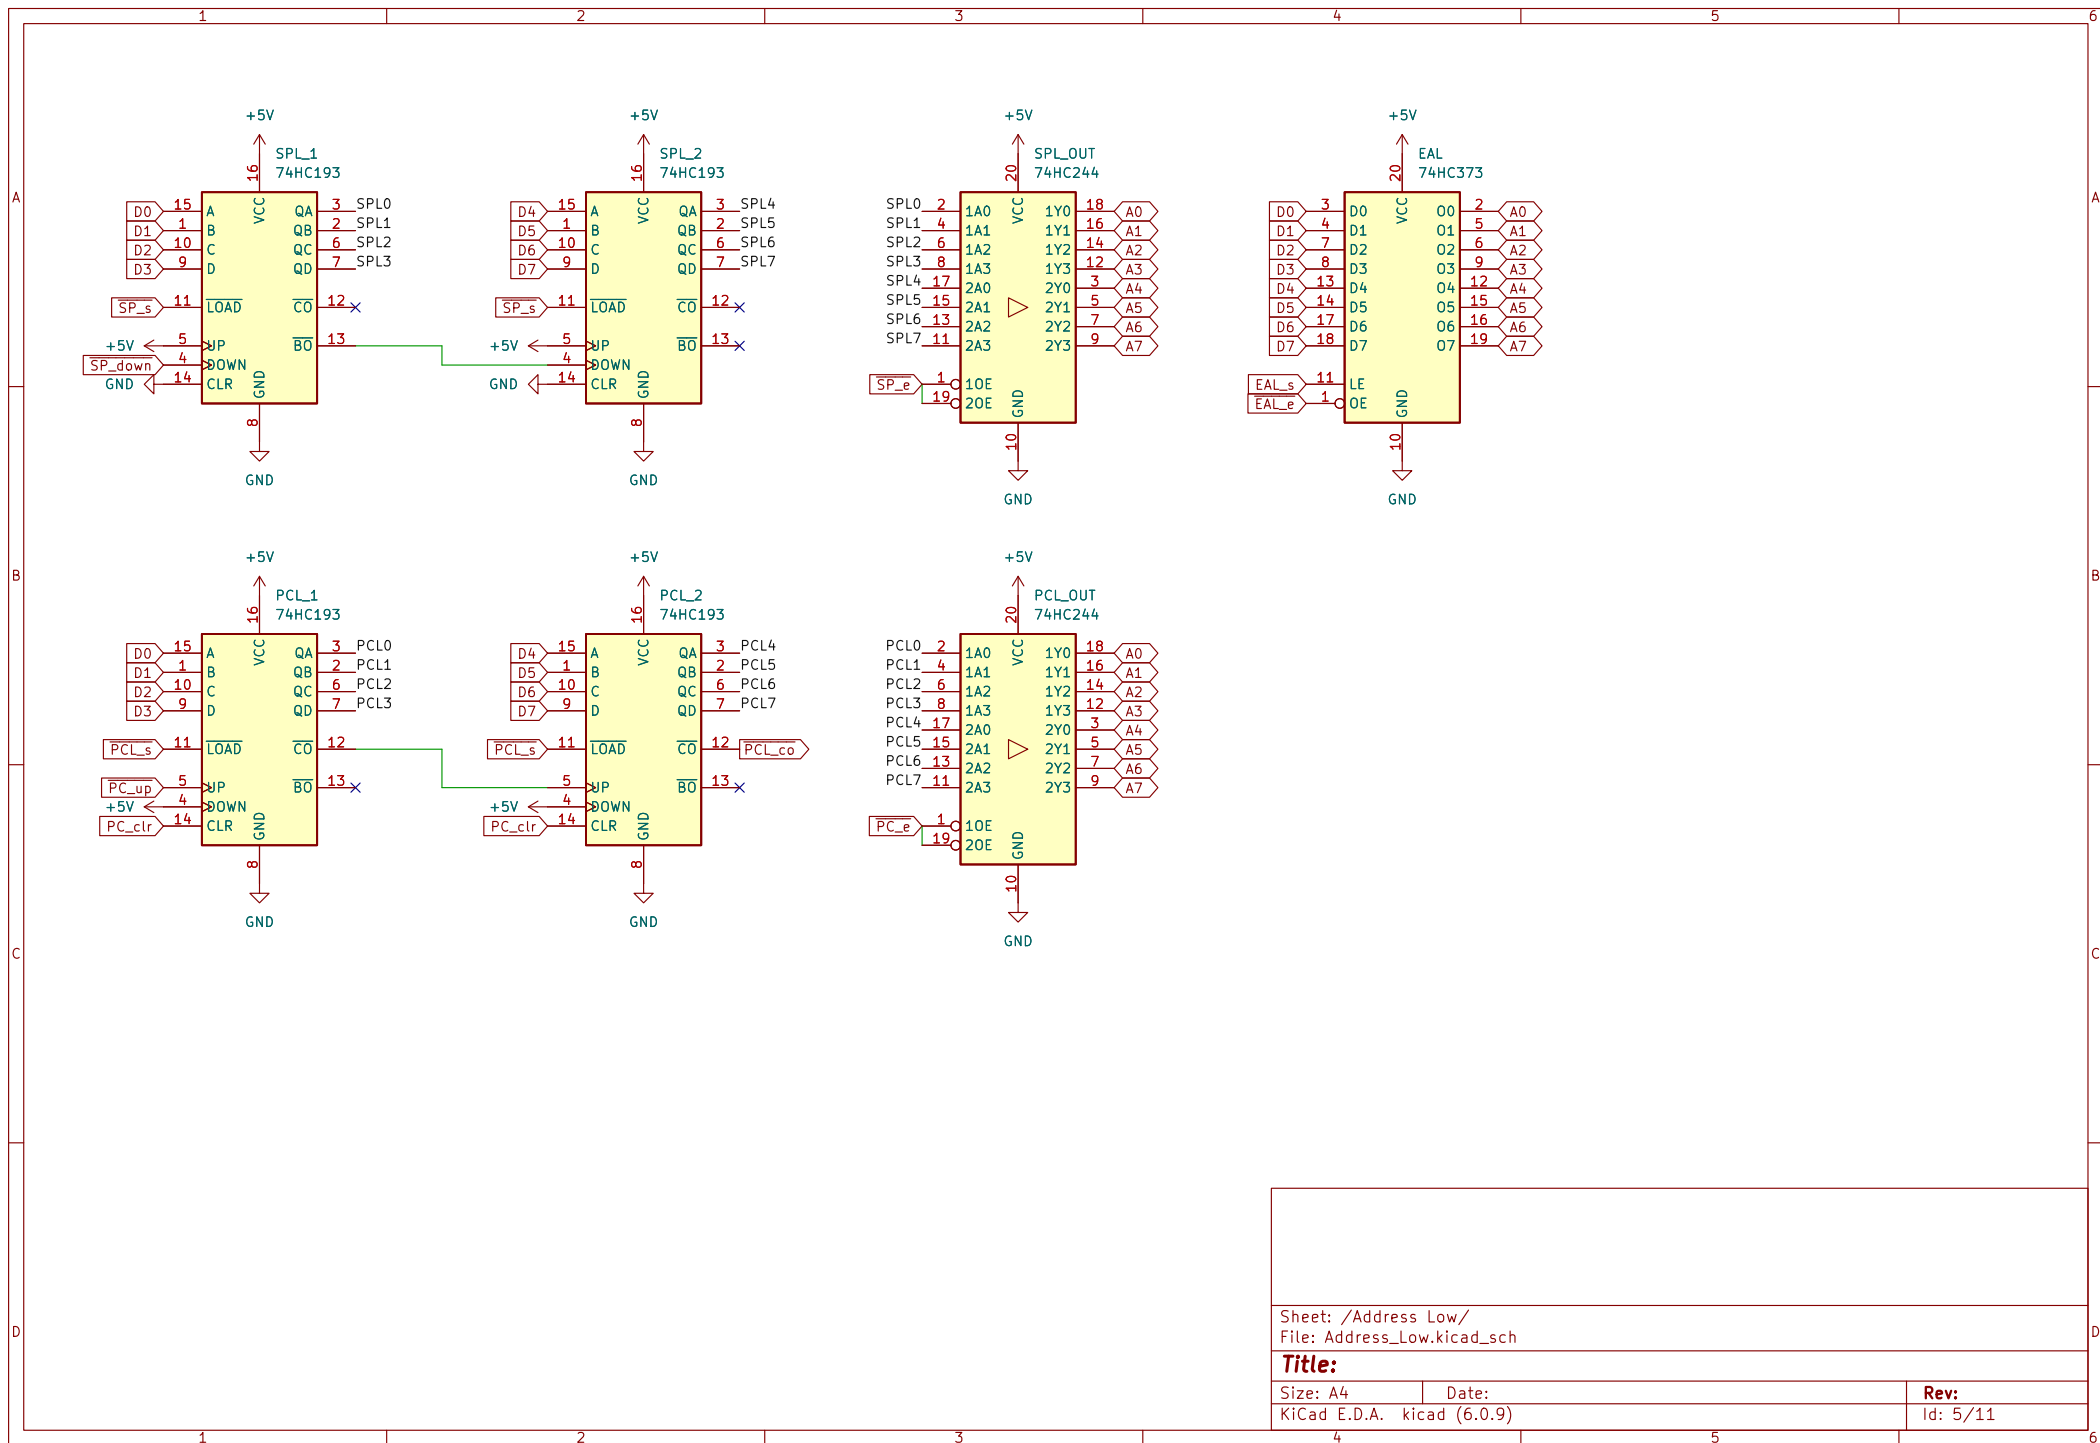 1 2 3 4 5 6
A A
B B
C C
D D
+5V
SPL_1
74HC193
16
VCC
D0 15 A QA 3 SPL0
D1 1 B QB 2 SPL1
D2 10 C QC 6 SPL2
D3 9 D QD 7 SPL3
SP_s 11 LOAD CO 12
+5V 5 UP BO 13
SP_down 4 DOWN
GND 14 CLR
GND
8
GND
+5V
SPL_2
74HC193
16
VCC
D4 15 A QA 3 SPL4
D5 1 B QB 2 SPL5
D6 10 C QC 6 SPL6
D7 9 D QD 7 SPL7
SP_s 11 LOAD CO 12
+5V 5 UP BO 13
4 DOWN
GND 14 CLR
GND
8
GND
+5V
SPL_OUT
74HC244
20
VCC
SPL0 2 1A0 1Y0 18 A0
SPL1 4 1A1 1Y1 16 A1
SPL2 6 1A2 1Y2 14 A2
SPL3 8 1A3 1Y3 12 A3
SPL4 17 2A0 2Y0 3 A4
SPL5 15 2A1 2Y1 5 A5
SPL6 13 2A2 2Y2 7 A6
SPL7 11 2A3 2Y3 9 A7
SP_e 1 1OE
19 2OE
GND
10
GND
+5V
EAL
74HC373
20
VCC
D0 3 D0 O0 2 A0
D1 4 D1 O1 5 A1
D2 7 D2 O2 6 A2
D3 8 D3 O3 9 A3
D4 13 D4 O4 12 A4
D5 14 D5 O5 15 A5
D6 17 D6 O6 16 A6
D7 18 D7 O7 19 A7
EAL_s 11 LE
EAL_e 1 OE
GND
10
GND
+5V
PCL_1
74HC193
16
VCC
D0 15 A QA 3 PCL0
D1 1 B QB 2 PCL1
D2 10 C QC 6 PCL2
D3 9 D QD 7 PCL3
PCL_s 11 LOAD CO 12
PC_up 5 UP BO 13
+5V 4 DOWN
PC_clr 14 CLR
GND
8
GND
+5V
PCL_2
74HC193
16
VCC
D4 15 A QA 3 PCL4
D5 1 B QB 2 PCL5
D6 10 C QC 6 PCL6
D7 9 D QD 7 PCL7
PCL_s 11 LOAD CO 12 PCL_co
5 UP BO 13
+5V 4 DOWN
PC_clr 14 CLR
GND
8
GND
+5V
PCL_OUT
74HC244
20
VCC
PCL0 2 1A0 1Y0 18 A0
PCL1 4 1A1 1Y1 16 A1
PCL2 6 1A2 1Y2 14 A2
PCL3 8 1A3 1Y3 12 A3
PCL4 17 2A0 2Y0 3 A4
PCL5 15 2A1 2Y1 5 A5
PCL6 13 2A2 2Y2 7 A6
PCL7 11 2A3 2Y3 9 A7
PC_e 1 1OE
19 2OE
GND
10
GND
Sheet: /Address Low/
File: Address_Low.kicad_sch
Title:
Size: A4 Date: Rev:
KiCad E.D.A. kicad (6.0.9) Id: 5/11
1 2 3 4 5 6